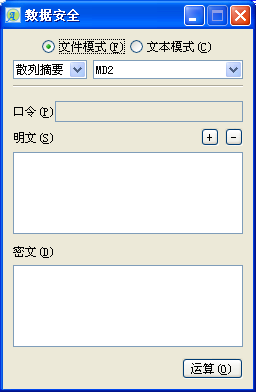 数据安全
文件模式(F) 文本模式(C)
散列摘要 MD2
口令(P)
明文(S) + -
密文(D)
运算(O)